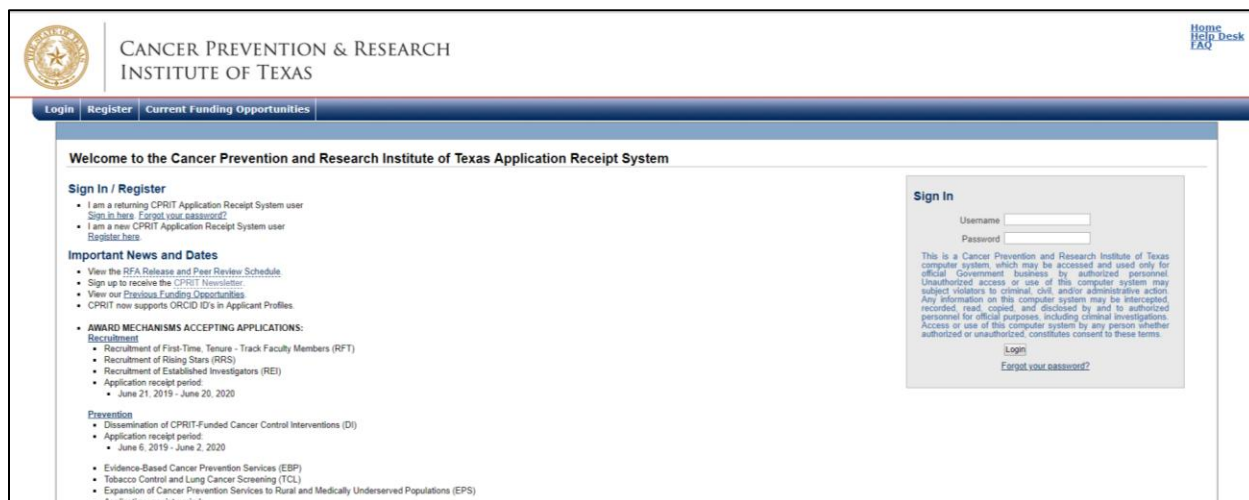 CANCER PREVENTION & RESEARCH
INSTITUTE OF TEXAS
Home
Help Desk
FAQ
Login Register Current Funding Opportunities
Welcome to the Cancer Prevention and Research Institute of Texas Application Receipt System
Sign In / Register
I am a returning CPRIT Application Receipt System user
Sign in here. Forgot your password?
I am a new CPRIT Application Receipt System user
Register here.
Important News and Dates
View the RFA Release and Peer Review Schedule.
Sign up to receive the CPRIT Newsletter.
View our Previous Funding Opportunities.
CPRIT now supports ORCID ID's in Applicant Profiles.
AWARD MECHANISMS ACCEPTING APPLICATIONS:
Recruitment
Recruitment of First-Time, Tenure - Track Faculty Members (RFT)
Recruitment of Rising Stars (RRS)
Recruitment of Established Investigators (REI)
Application receipt period:
June 21, 2019 - June 20, 2020
Prevention
Dissemination of CPRIT-Funded Cancer Control Interventions (DI)
Application receipt period:
June 6, 2019 - June 2, 2020
Evidence-Based Cancer Prevention Services (EBP)
Tobacco Control and Lung Cancer Screening (TCL)
Expansion of Cancer Prevention Services to Rural and Medically Underserved Populations (EPS)
Sign In
Username
Password
This is a Cancer Prevention and Research Institute of Texas
computer system, which may be accessed and used only for
official Government business by authorized personnel.
Unauthorized access or use of this computer system may
subject violators to criminal, civil, and/or administrative action.
Any information on this computer system may be intercepted,
recorded, read, copied, and disclosed by and to authorized
personnel for official purposes, including criminal investigations.
Access or use of this computer system by any person whether
authorized or unauthorized, constitutes consent to these terms.
Login
Forgot your password?